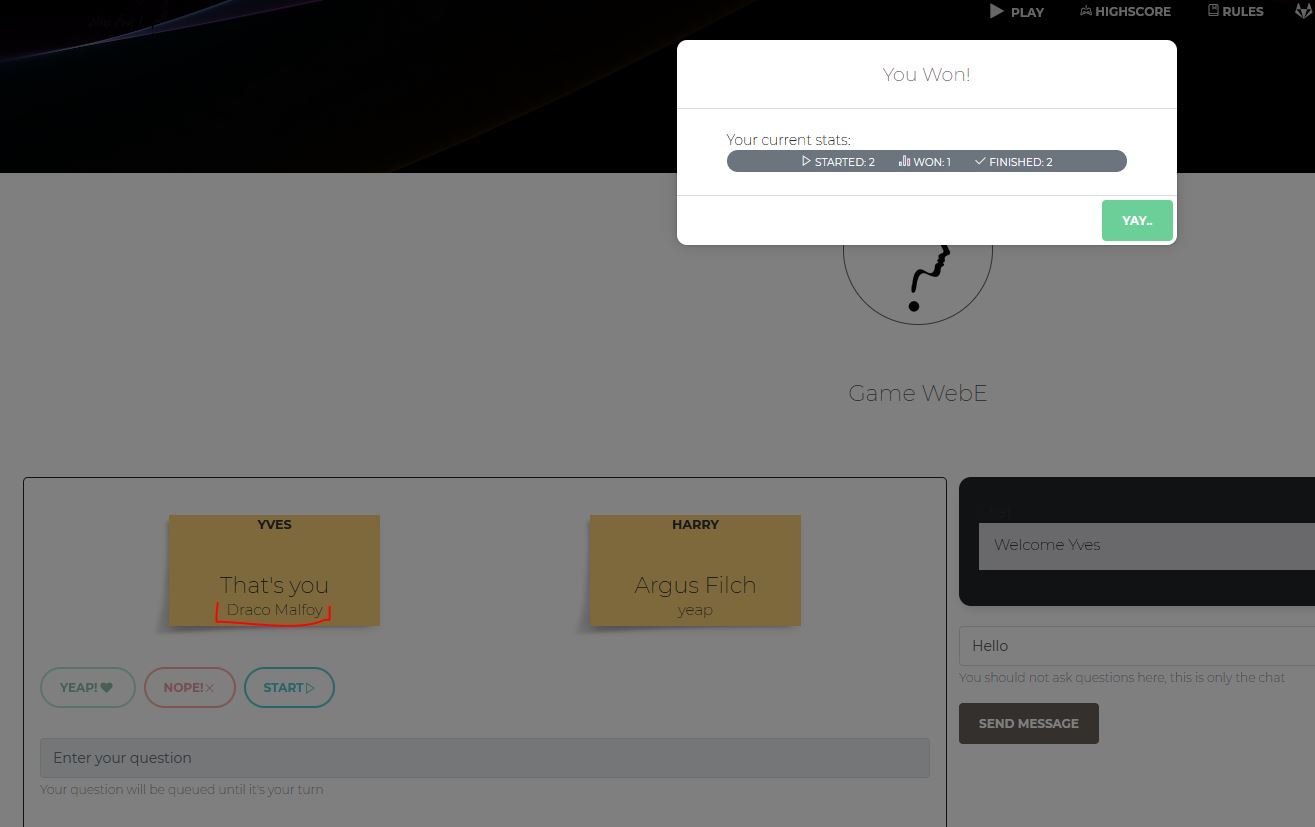 PLAY HIGHSCORE RULES
You Won!
Your current stats:
STARTED: 2 WON: 1 FINISHED: 2
YAY..
Game WebE
YVES
That's you
Draco Malfoy
HARRY
Argus Filch
yeap
Welcome Yves
YEAP! NOPE! START
Hello
You should not ask questions here, this is only the chat
SEND MESSAGE
Enter your question
Your question will be queued until it's your turn